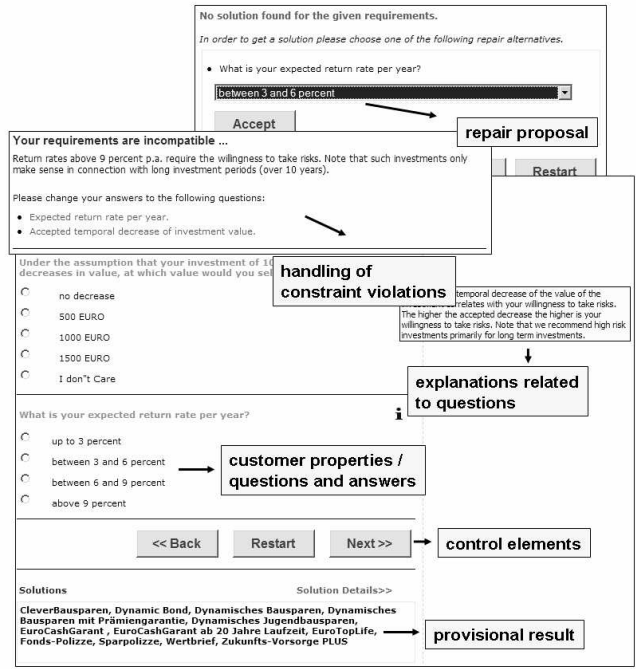 No solution found for the given requirements.
In order to get a solution please choose one of the following repair alternatives.
What is your expected return rate per year?
between 3 and 6 percent
Accept
repair proposal
Restart
Your requirements are incompatible ...
Return rates above 9 percent p.a. require the willingness to take risks. Note that such investments only
make sense in connection with long investment periods (over 10 years).
Please change your answers to the following questions:
Expected return rate per year.
Accepted temporal decrease of investment value.
handling of
constraint violations
Under the assumption that your investment of 10
decreases in value, at which value would you sel
no decrease
500 EURO
1000 EURO
1500 EURO
I don"t Care
temporal decrease of the value of the
correlates with your willingness to take risks.
The higher the accepted decrease the higher is your
willingness to take risks. Note that we recommend high risk
investments primarily for long term investments.
explanations related
to questions
What is your expected return rate per year?
i
up to 3 percent
between 3 and 6 percent
between 6 and 9 percent
above 9 percent
customer properties /
questions and answers
<< Back
Restart
Next >>
control elements
Solutions
Solution Details>>
CleverBausparen, Dynamic Bond, Dynamisches Bausparen, Dynamisches
Bausparen mit Prämiengarantie, Dynamisches Jugendbausparen,
EuroCashGarant , EuroCashGarant ab 20 Jahre Laufzeit, EuroTopLife,
Fonds-Polizze, Sparpolizze, Wertbrief, Zukunfts-Vorsorge PLUS
provisional result